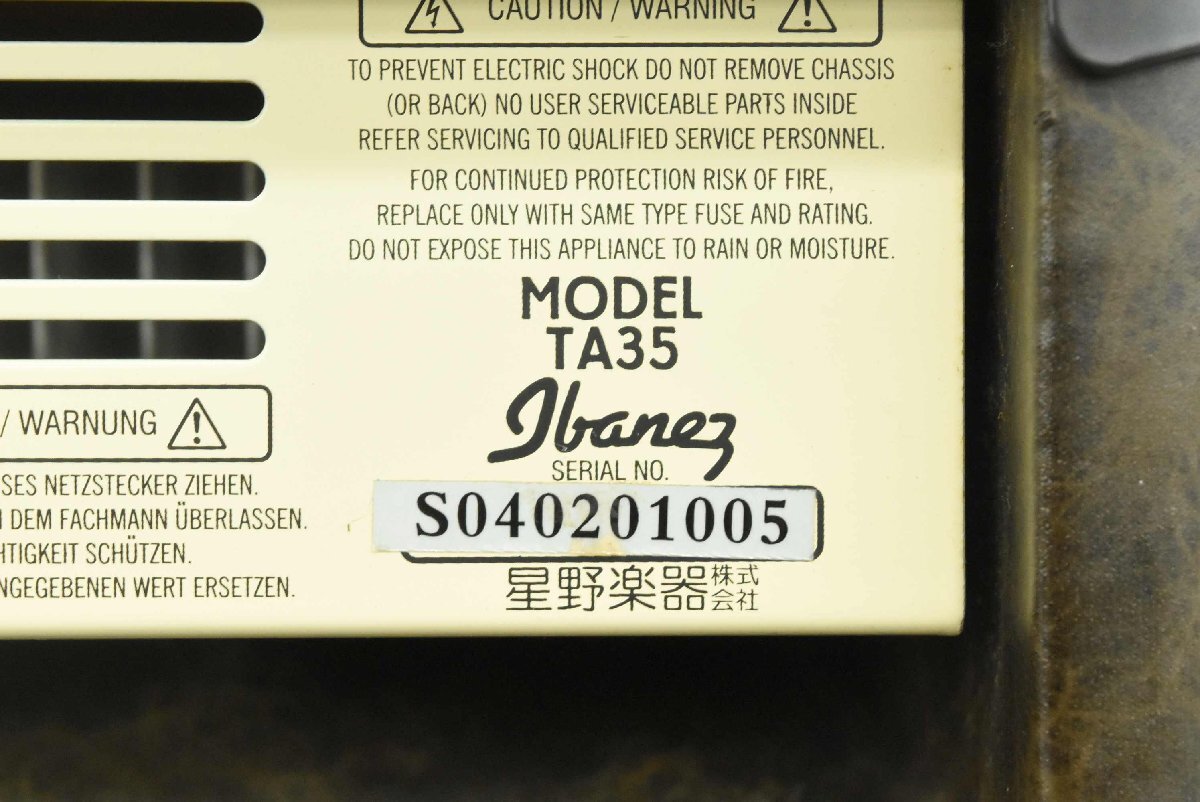 CAUTION / WARNING
TO PREVENT ELECTRIC SHOCK DO NOT REMOVE CHASSIS
(OR BACK) NO USER SERVICEABLE PARTS INSIDE
REFER SERVICING TO QUALIFIED SERVICE PERSONNEL.
FOR CONTINUED PROTECTION RISK OF FIRE,
REPLACE ONLY WITH SAME TYPE FUSE AND RATING.
DO NOT EXPOSE THIS APPLIANCE TO RAIN OR MOISTURE.
MODEL
TA35
Ibanez
SERIAL NO.
S040201005
星野楽器株式会社
/ WARNUNG
SES NETZSTECKER ZIEHEN.
DEM FACHMANN ÜBERLASSEN.
HTIGKEIT SCHÜTZEN.
NGEGEBENEN WERT ERSETZEN.